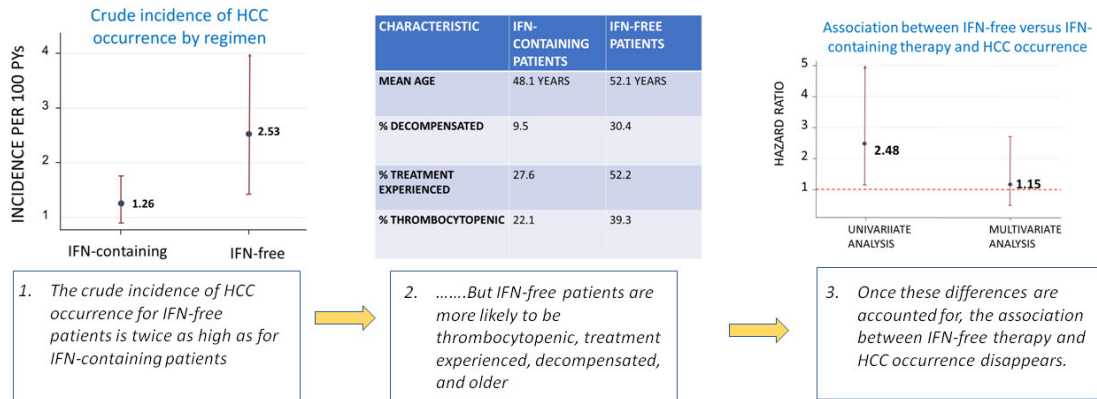 Crude incidence of HCC
occurrence by regimen
INCIDENCE PER 100 PYs
4
3
2
1
2.53
1.26
IFN-containing
IFN-free
CHARACTERISTIC
IFN-
CONTAINING
PATIENTS
IFN-FREE
PATIENTS
MEAN AGE
48.1 YEARS
52.1 YEARS
% DECOMPENSATED
9.5
30.4
% TREATMENT
EXPERIENCED
27.6
52.2
% THROMBOCYTOPENIC
22.1
39.3
Association between IFN-free versus IFN-
containing therapy and HCC occurrence
HAZARD RATIO
5
4
3
2
1
2.48
1.15
UNIVARIIATE
ANALYSIS
MULTIVARIATE
ANALYSIS
1. The crude incidence of HCC
occurrence for IFN-free
patients is twice as high as for
IFN-containing patients
2. …….But IFN-free patients are
more likely to be
thrombocytopenic, treatment
experienced, decompensated,
and older
3. Once these differences are
accounted for, the association
between IFN-free therapy and
HCC occurrence disappears.